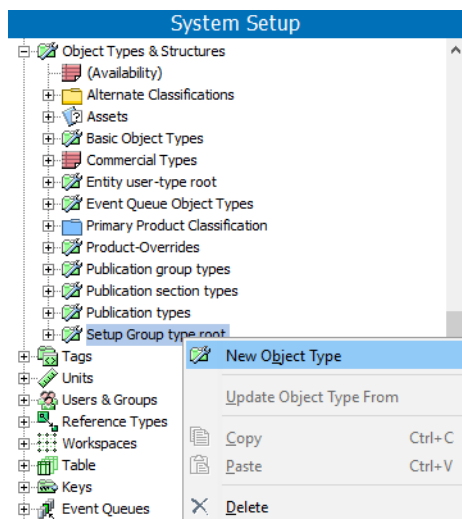 System Setup
Object Types & Structures
(Availability)
Alternate Classifications
Assets
Basic Object Types
Commercial Types
Entity user-type root
Event Queue Object Types
Primary Product Classification
Product-Overrides
Publication group types
Publication section types
Publication types
Setup Group type root
Tags
New Object Type
Units
Users & Groups
Update Object Type From
Reference Types
Workspaces
Copy Ctrl+C
Table
Paste Ctrl+V
Keys
Event Queues
Delete